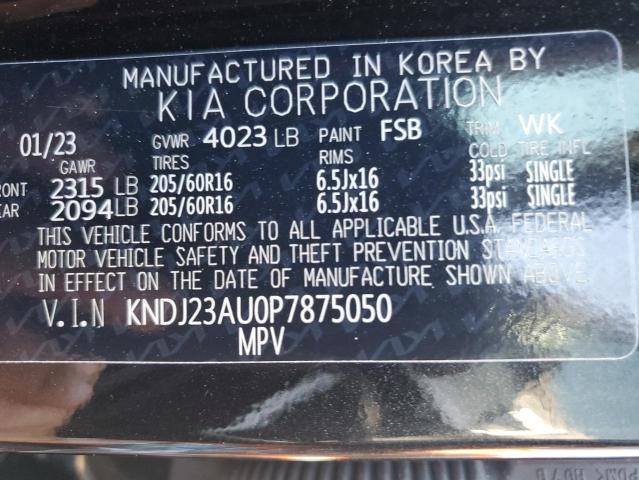 MANUFACTURED IN KOREA BY
KIA CORPORATION
01/23 GVWR 4023 LB PAINT FSB TRIM WK
GAWR TIRES RIMS COLD TIRE INFL
2315 LB 205/60R16 6.5Jx16 33psi SINGLE
2094 LB 205/60R16 6.5Jx16 33psi SINGLE
THIS VEHICLE CONFORMS TO ALL APPLICABLE U.S.A. FEDERAL
MOTOR VEHICLE SAFETY AND THEFT PREVENTION STANDARDS
IN EFFECT ON THE DATE OF MANUFACTURE SHOWN ABOVE.
V.I.N KNDJ23AU0P7875050
MPV